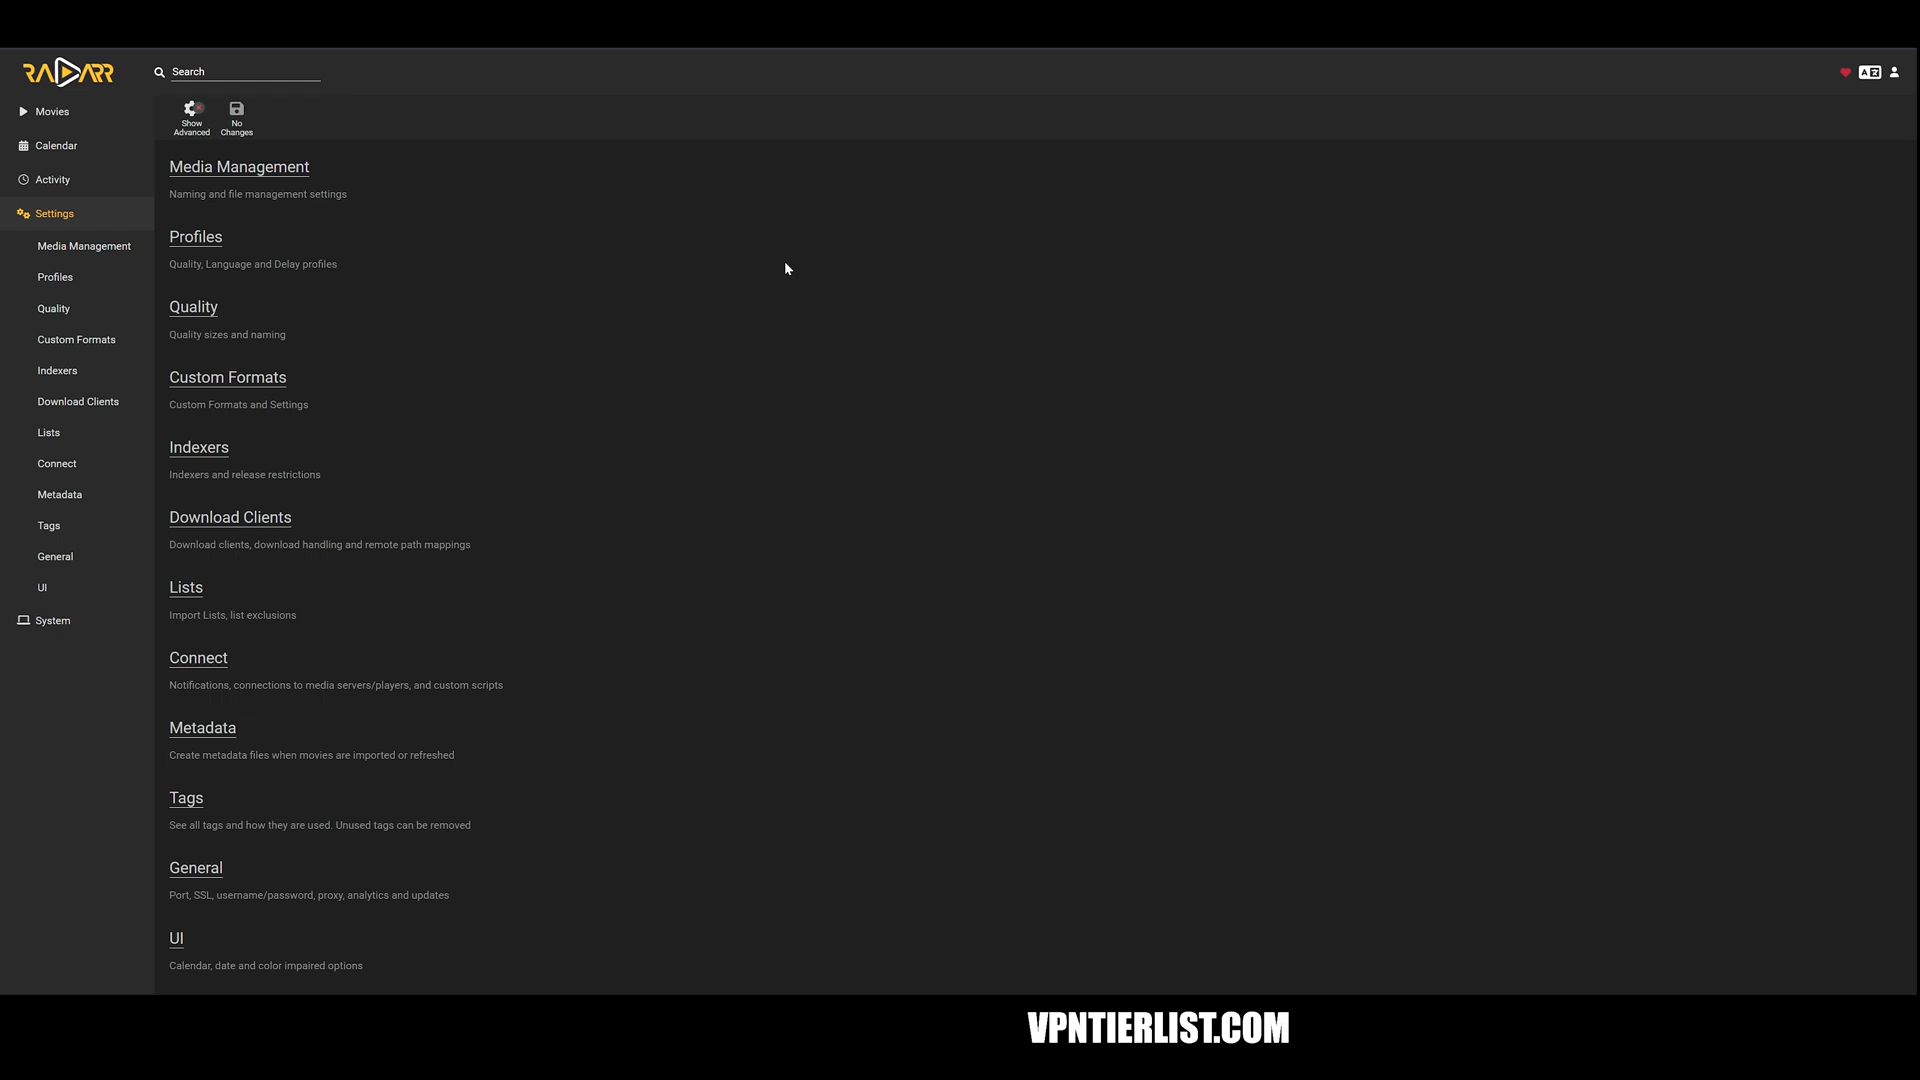 RADARR
Search
Movies
Calendar
Activity
Settings
Media Management
Profiles
Quality
Custom Formats
Indexers
Download Clients
Lists
Connect
Metadata
Tags
General
UI
System
Show
Advanced
No
Changes
Media Management
Naming and file management settings
Profiles
Quality, Language and Delay profiles
Quality
Quality sizes and naming
Custom Formats
Custom Formats and Settings
Indexers
Indexers and release restrictions
Download Clients
Download clients, download handling and remote path mappings
Lists
Import Lists, list exclusions
Connect
Notifications, connections to media servers/players, and custom scripts
Metadata
Create metadata files when movies are imported or refreshed
Tags
See all tags and how they are used. Unused tags can be removed
General
Port, SSL, username/password, proxy, analytics and updates
UI
Calendar, date and color impaired options
VPNTIERLIST.COM